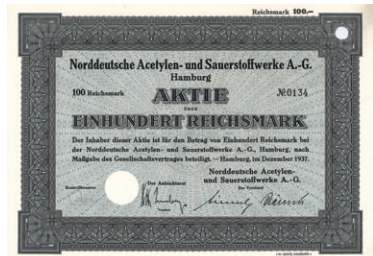 Reichsmark 100.—
Norddeutsche Acetylen- und Sauerstoffwerke A.-G.
Hamburg
100 Reichsmark AKTIE №0134
ÜBER
EINHUNDERT REICHSMARK
Der Inhaber dieser Aktie ist für den Betrag von Einhundert Reichsmark bei
der Norddeutsche Acetylen- und Sauerstoffwerke A.-G., Hamburg, nach
Maßgabe des Gesellschaftsvertrages beteiligt. — Hamburg, im Dezember 1937.
Norddeutsche Acetylen-
und Sauerstoffwerke A.-G.
Der Aufsichtsrat
Der Vorstand